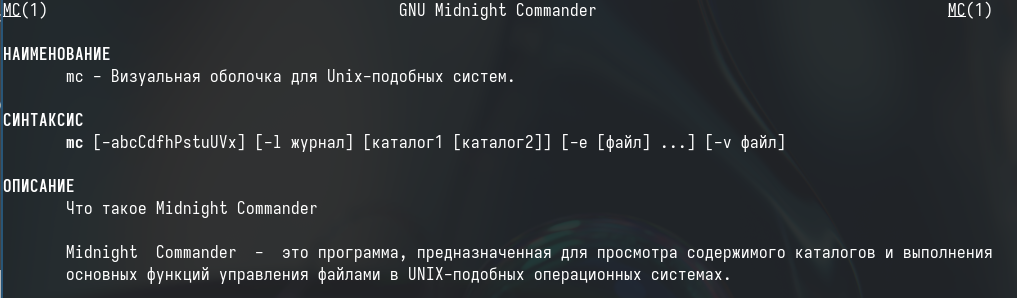 MC(1) GNU Midnight Commander MC(1)
НАИМЕНОВАНИЕ
mc - Визуальная оболочка для Unix-подобных систем.
СИНТАКСИС
mc [-abcCdfhPstuUVx] [-l журнал] [каталог1 [каталог2]] [-e [файл] ...] [-v файл]
ОПИСАНИЕ
Что такое Midnight Commander
Midnight Commander - это программа, предназначенная для просмотра содержимого каталогов и выполнения
основных функций управления файлами в UNIX-подобных операционных системах.